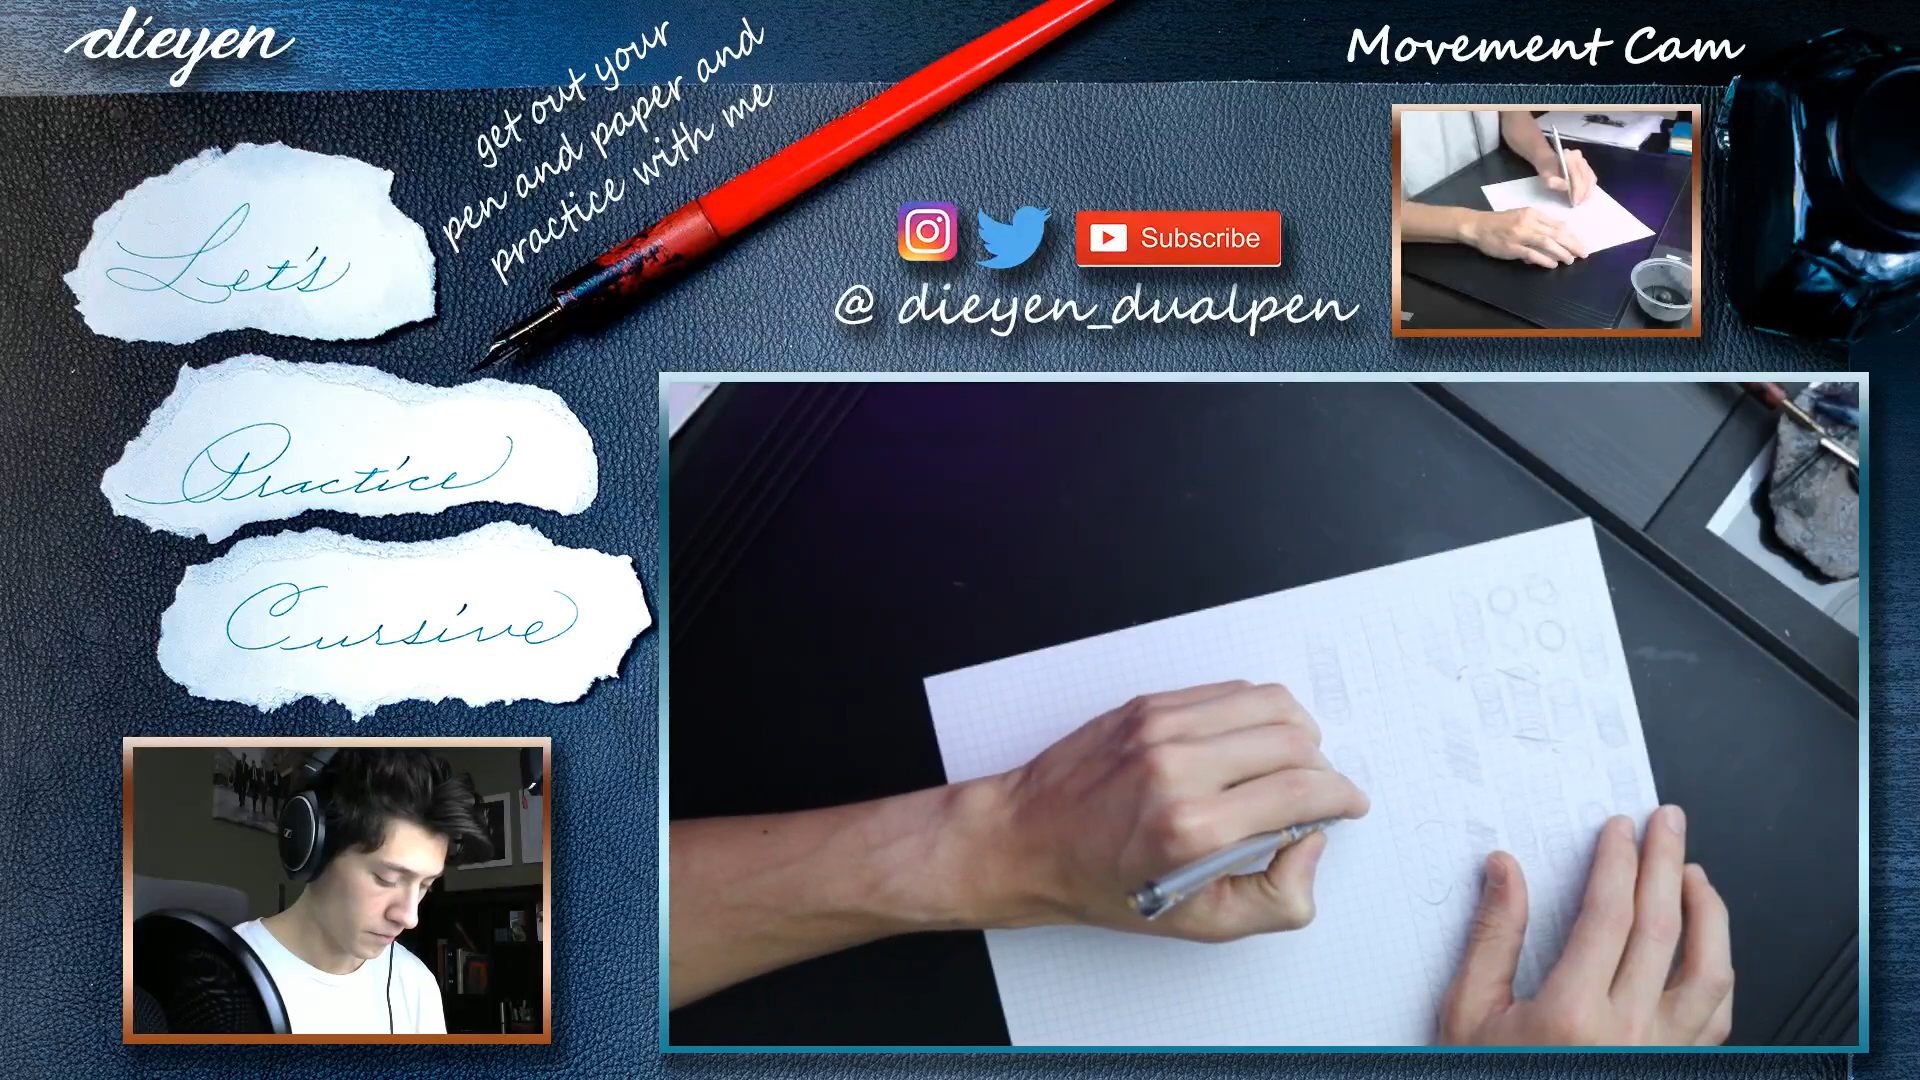 dieyen
get out your
pen and paper and
practice with me
Movement Cam
Let's
Practice
Cursive
Subscribe
@ dieyen_dualpen